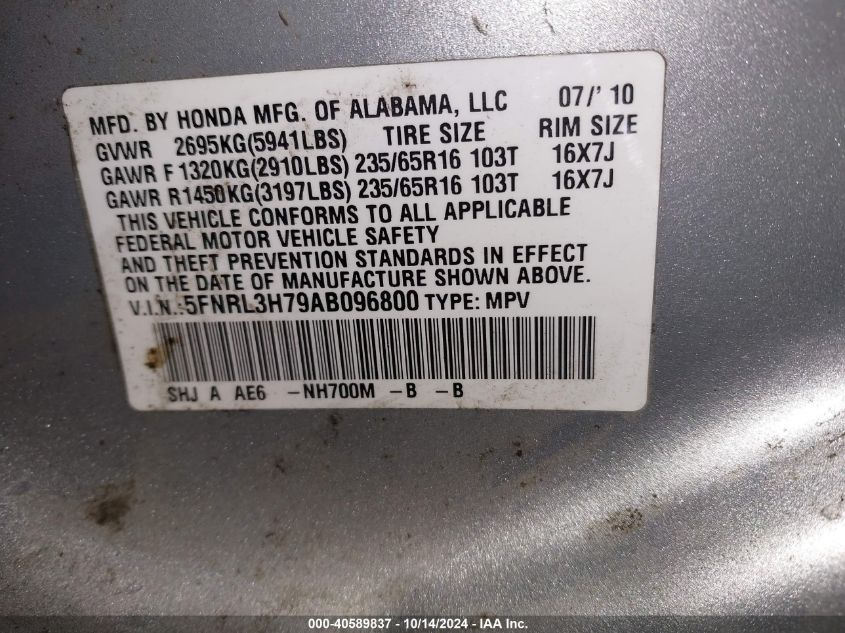 MFD. BY HONDA MFG. OF ALABAMA, LLC 07/' 10
GVWR 2695KG(5941LBS) TIRE SIZE RIM SIZE
GAWR F 1320KG(2910LBS) 235/65R16 103T 16X7J
GAWR R1450KG(3197LBS) 235/65R16 103T 16X7J
THIS VEHICLE CONFORMS TO ALL APPLICABLE
FEDERAL MOTOR VEHICLE SAFETY
AND THEFT PREVENTION STANDARDS IN EFFECT
ON THE DATE OF MANUFACTURE SHOWN ABOVE.
V.I.N.:5FNRL3H79AB096800 TYPE: MPV
SHJ A AE6 -NH700M -B -B
000-40589837 - 10/14/2024 - IAA Inc.